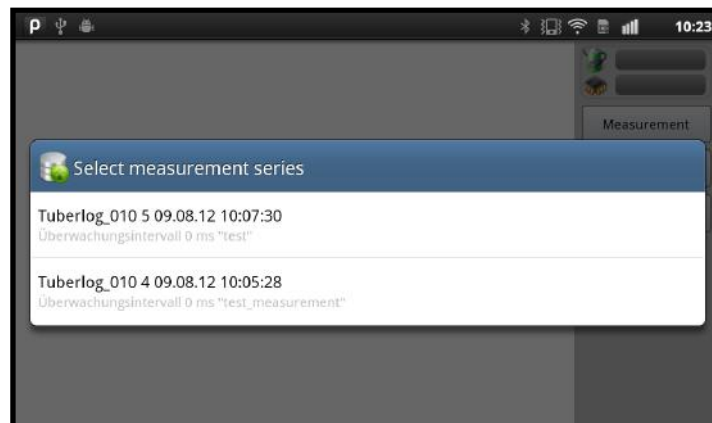 10:23
Measurement
Select measurement series
Tuberlog_010 5 09.08.12 10:07:30
Überwachungsintervall 0 ms "test"
Tuberlog_010 4 09.08.12 10:05:28
Überwachungsintervall 0 ms "test_measurement"